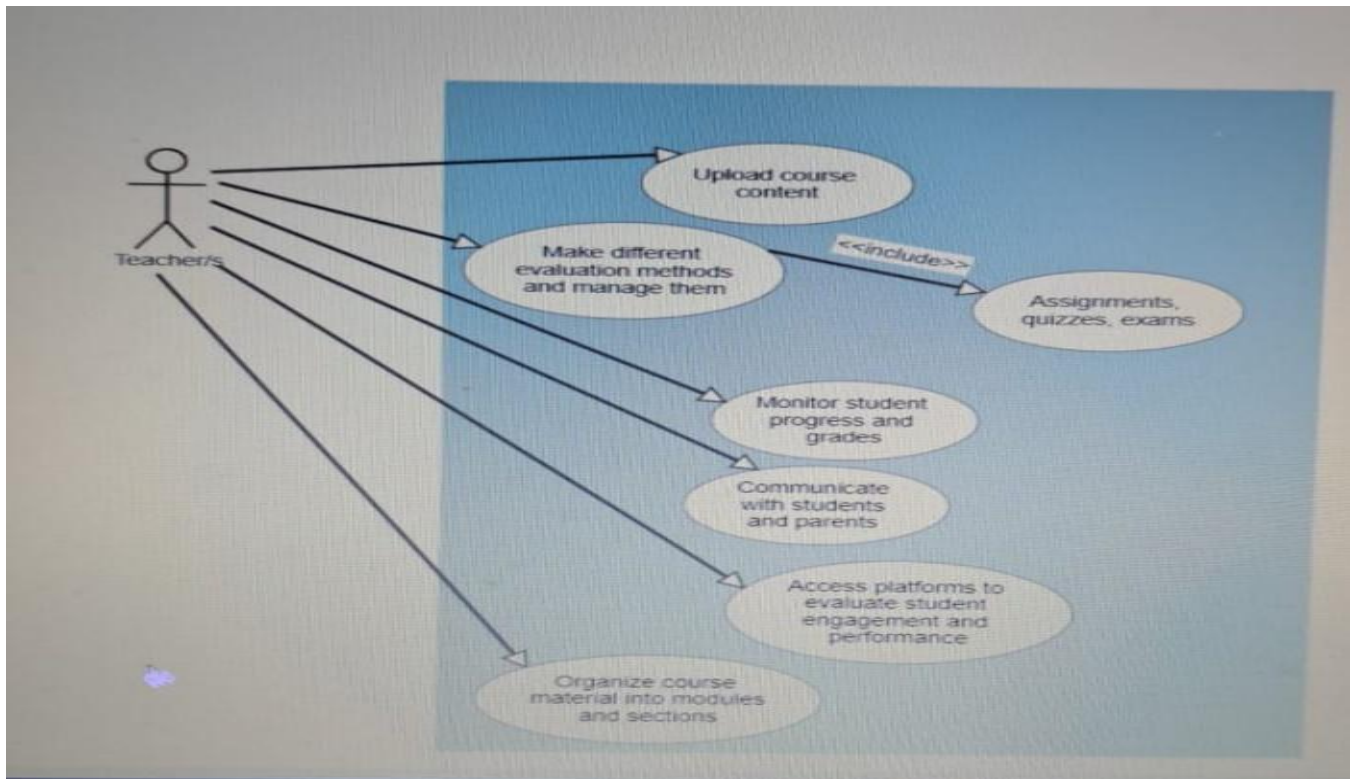 Upload course
content
Teacher/s
Make different
evaluation methods
and manage them
<<include>>
Assignments,
quizzes, exams
Monitor student
progress and
grades
Communicate
with students
and parents
Access platforms to
evaluate student
engagement and
performance
Organize course
material into modules
and sections